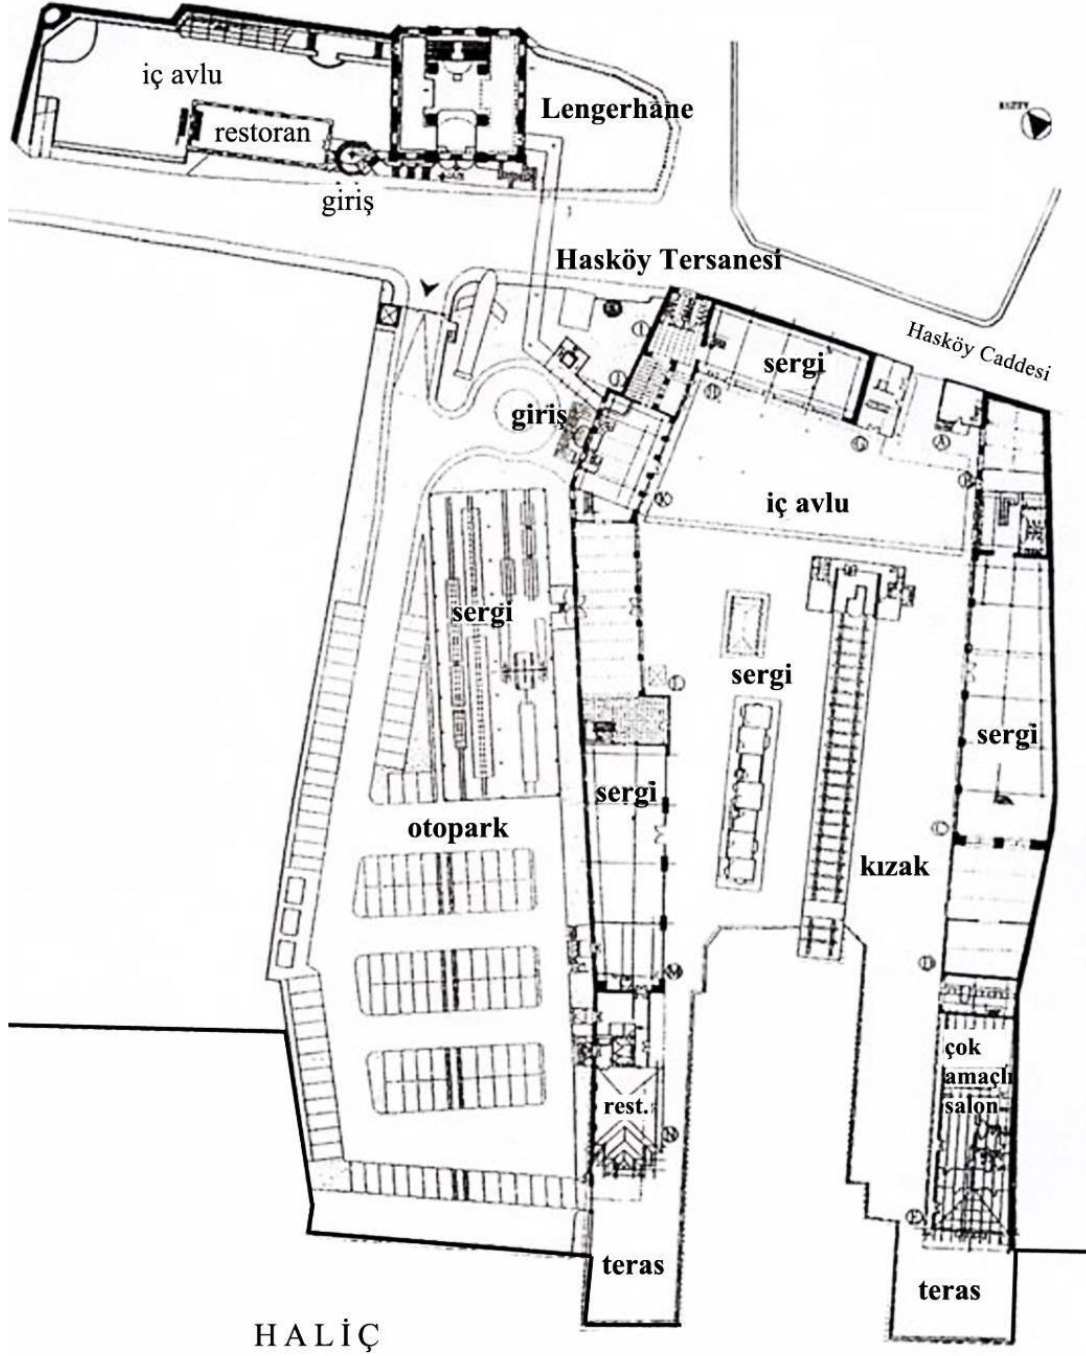 iç avlu
restoran
giriş
Lengerhane
KUZEY
Hasköy Tersanesi
Hasköy Caddesi
sergi
giriş
iç avlu
sergi
sergi
sergi
sergi
otopark
kızak
çok
amaçlı
salon
rest.
teras
teras
HALİÇ